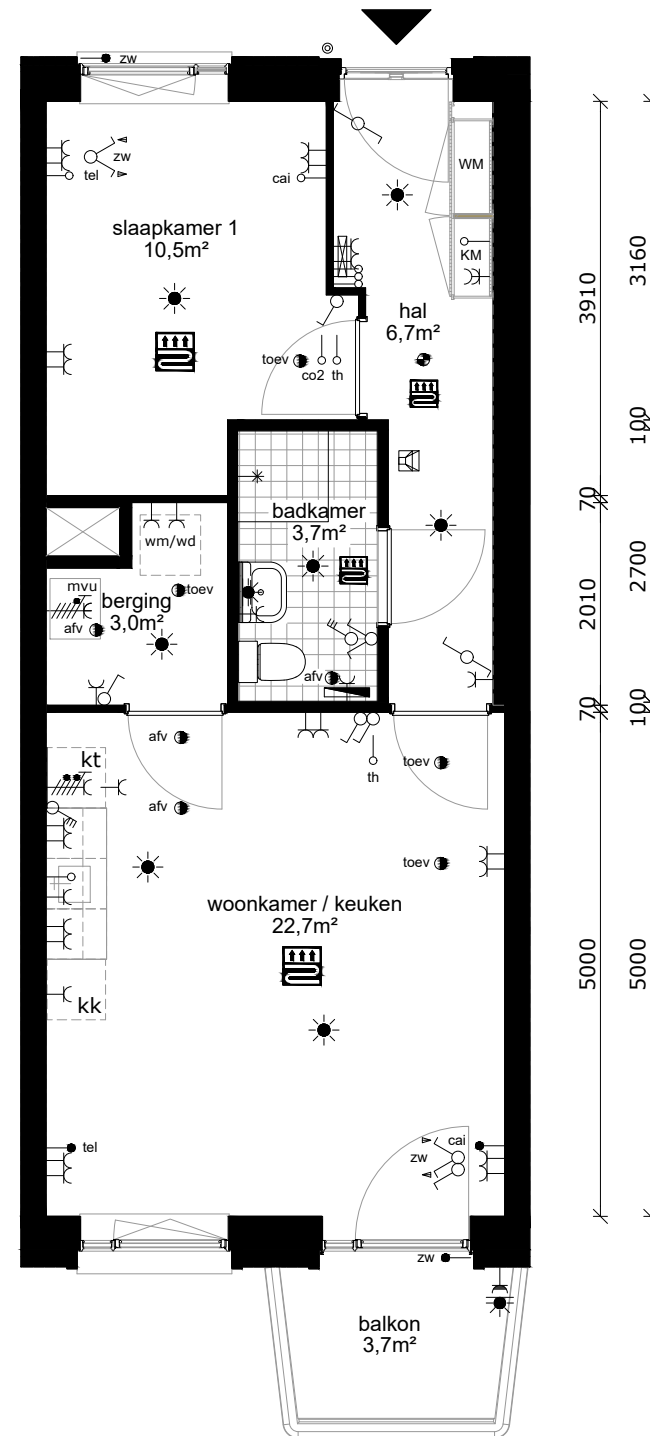 zw
WM
zw
tel
cai
slaapkamer 1
10,5m²
KM
3160
3910
hal
6,7m²
toev
co2 th
100
70
badkamer
3,7m²
wm/wd
2700
mvu
toev
berging
3,0m²
afv
2010
afv
70
100
afv
kt
th
toev
afv
toev
woonkamer / keuken
22,7m²
5000
5000
kk
tel
cai
zw
zw
balkon
3,7m²